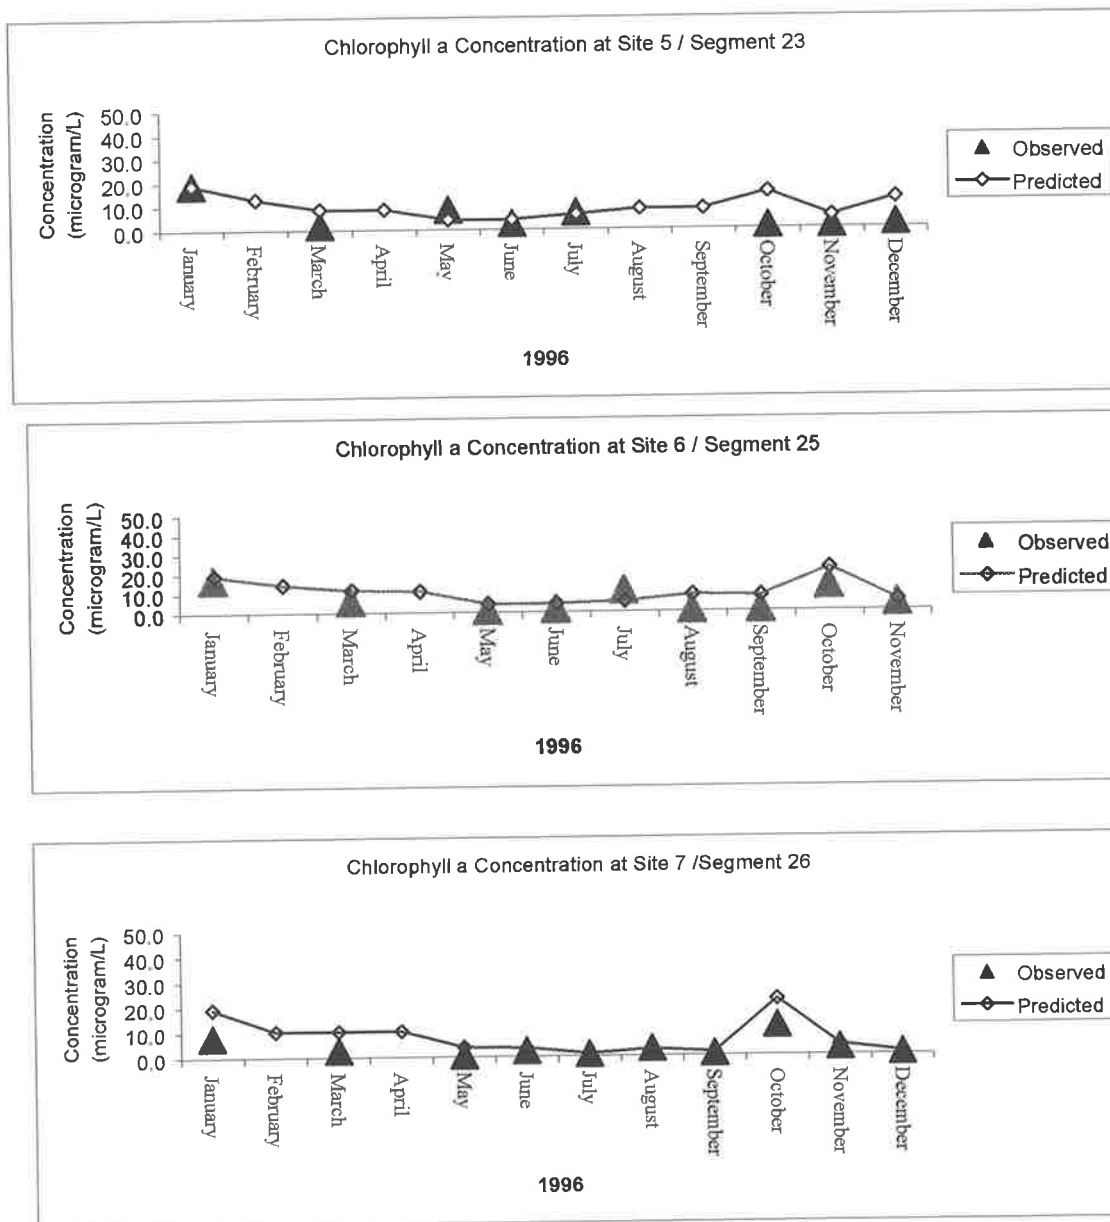 Chlorophyll a Concentration at Site 5 / Segment 23
Concentration
(microgram/L)
50.0
40.0
30.0
20.0
10.0
0.0
January
February
March
April
May
June
July
August
September
October
November
December
1996
Observed
Predicted
Chlorophyll a Concentration at Site 6 / Segment 25
Concentration
(microgram/L)
50.0
40.0
30.0
20.0
10.0
0.0
January
February
March
April
May
June
July
August
September
October
November
1996
Observed
Predicted
Chlorophyll a Concentration at Site 7 /Segment 26
Concentration
(microgram/L)
50.0
40.0
30.0
20.0
10.0
0.0
January
February
March
April
May
June
July
August
September
October
November
December
1996
Observed
Predicted